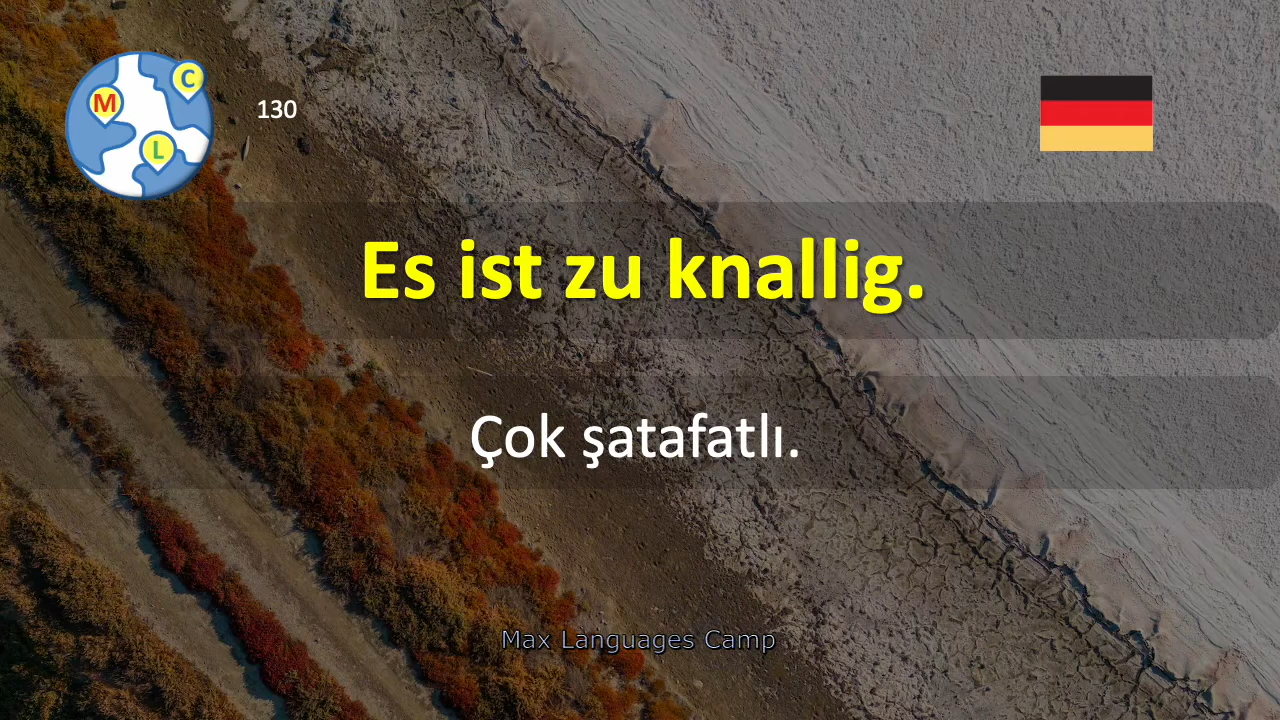 M
C
L
130
Es ist zu knallig.
Çok şatafatlı.
Max Languages Camp